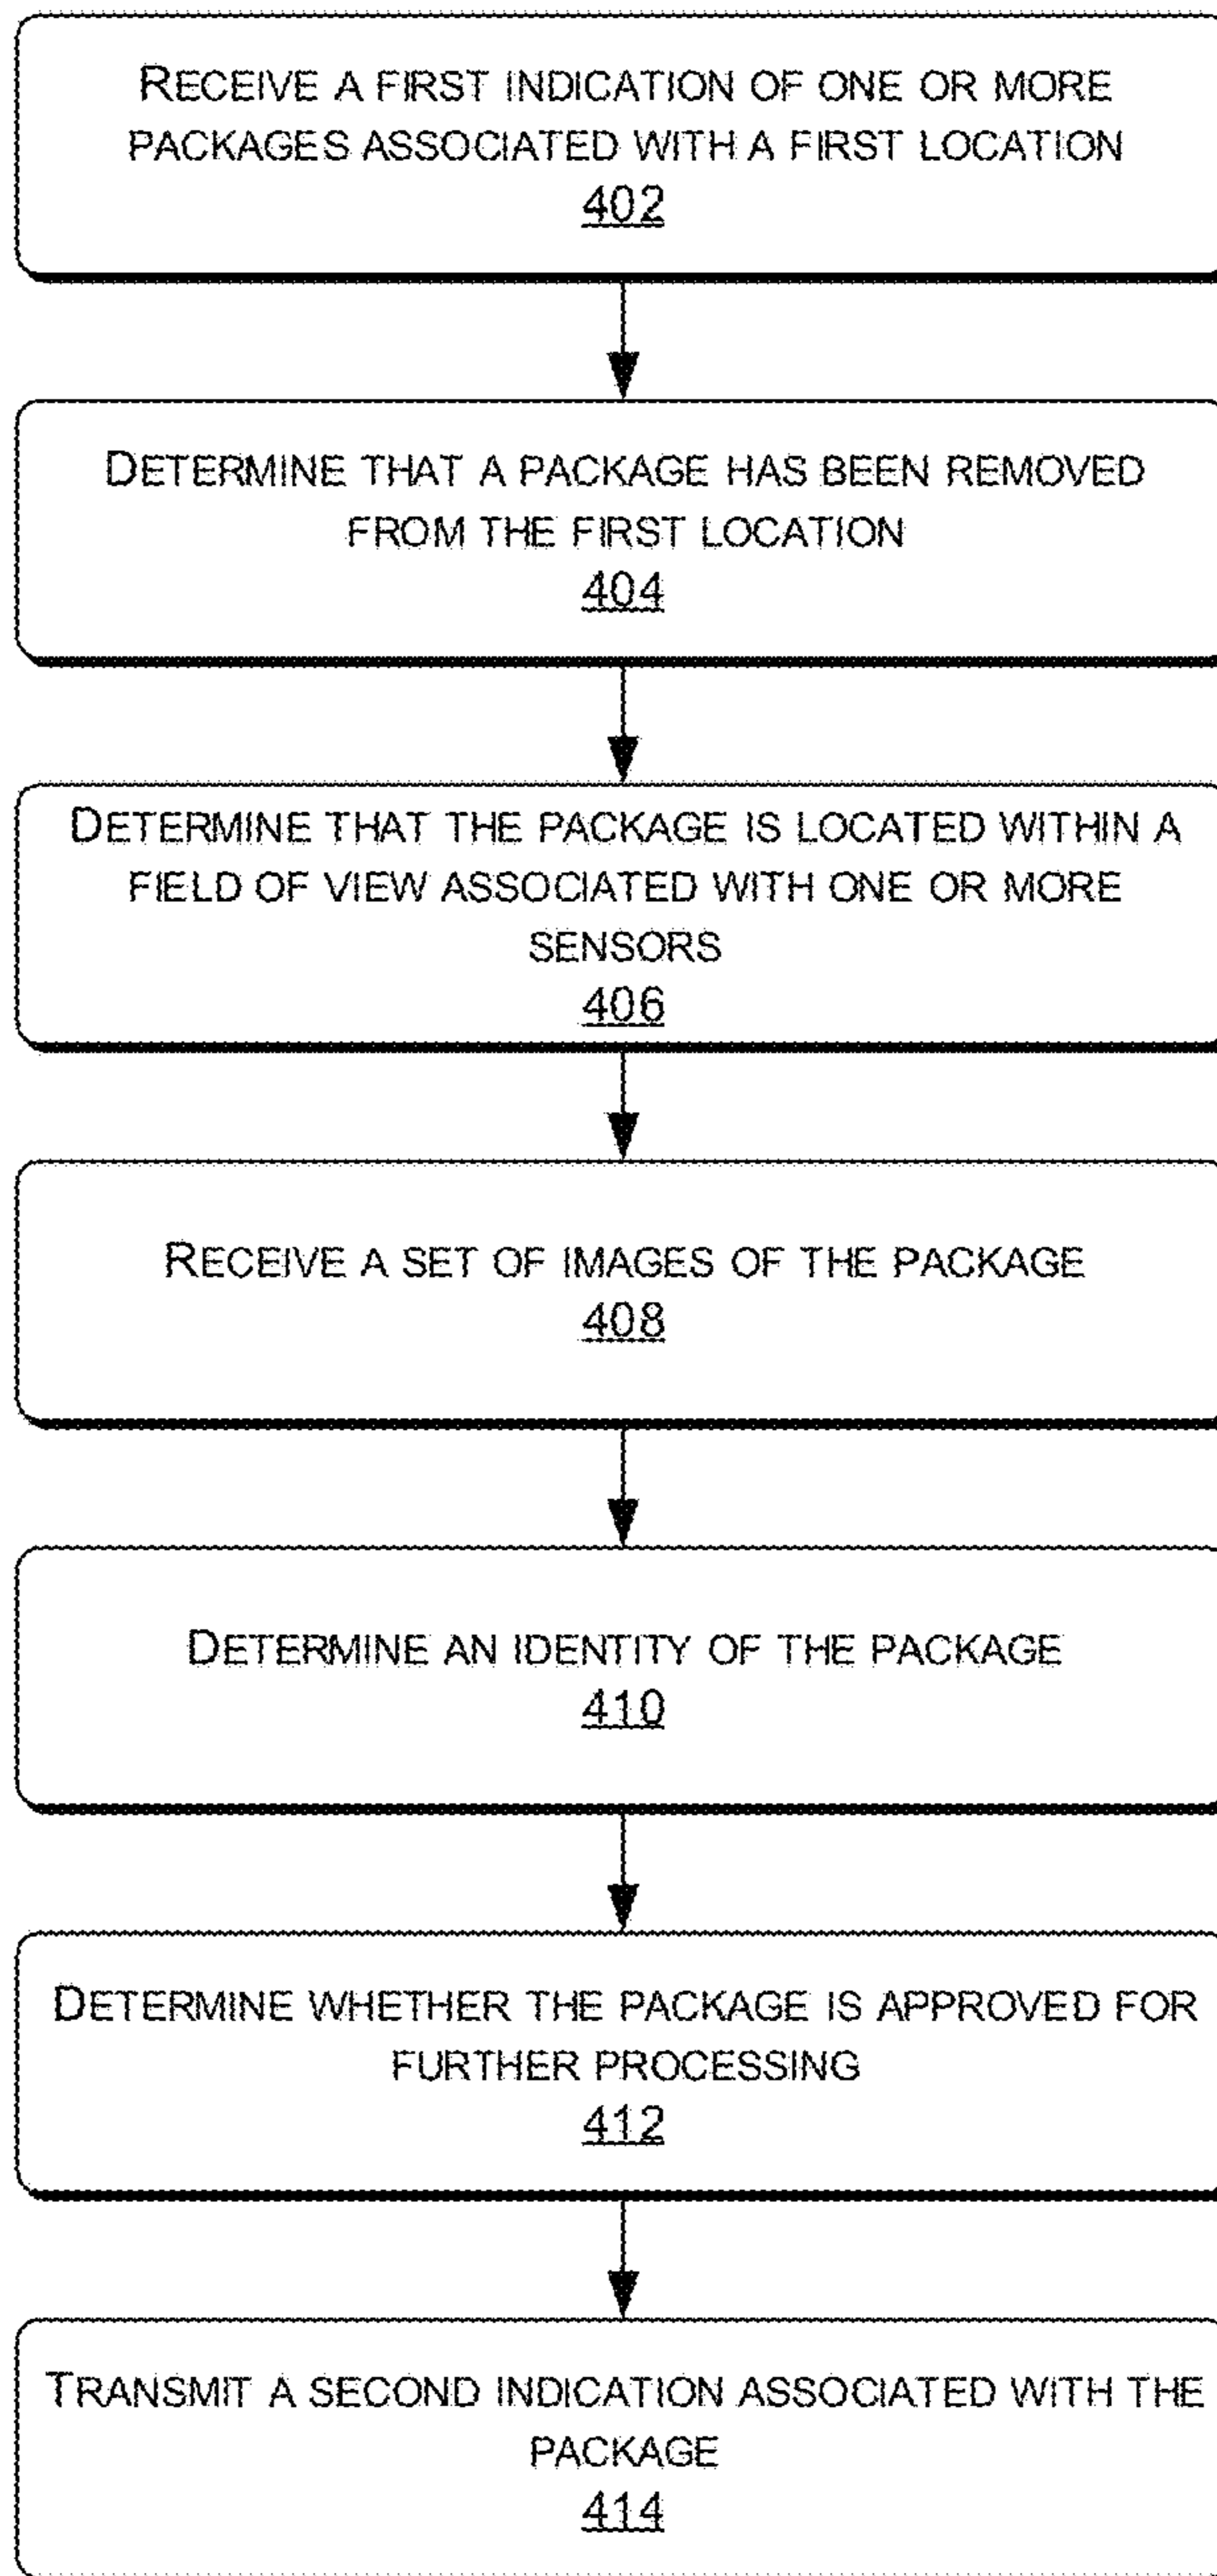 RECEIVE A FIRST INDICATION OF ONE OR MORE
PACKAGES ASSOCIATED WITH A FIRST LOCATION
402
DETERMINE THAT A PACKAGE HAS BEEN REMOVED
FROM THE FIRST LOCATION
404
DETERMINE THAT THE PACKAGE IS LOCATED WITHIN A
FIELD OF VIEW ASSOCIATED WITH ONE OR MORE
SENSORS
406
RECEIVE A SET OF IMAGES OF THE PACKAGE
408
DETERMINE AN IDENTITY OF THE PACKAGE
410
DETERMINE WHETHER THE PACKAGE IS APPROVED FOR
FURTHER PROCESSING
412
TRANSMIT A SECOND INDICATION ASSOCIATED WITH THE
PACKAGE
414